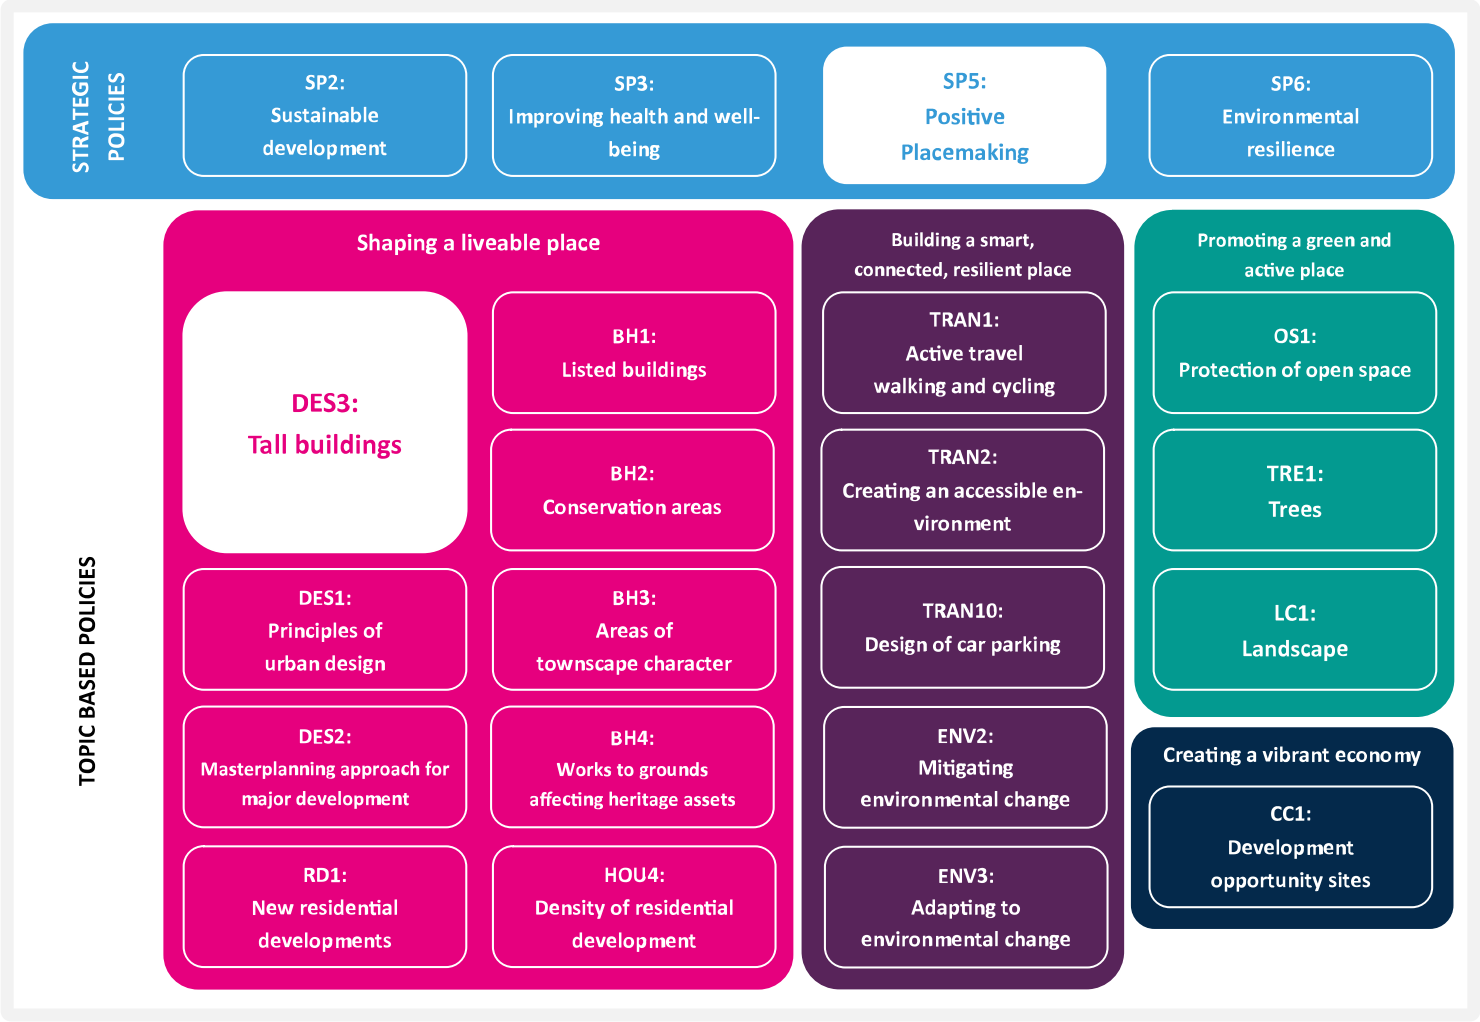 STRATEGIC
POLICIES
SP2:
Sustainable
development
SP3:
Improving health and well-
being
SP5:
Positive
Placemaking
SP6:
Environmental
resilience
TOPIC BASED POLICIES
Shaping a liveable place
DES3:
Tall buildings
BH1:
Listed buildings
BH2:
Conservation areas
DES1:
Principles of
urban design
BH3:
Areas of
townscape character
DES2:
Masterplanning approach for
major development
BH4:
Works to grounds
affecting heritage assets
RD1:
New residential
developments
HOU4:
Density of residential
development
Building a smart,
connected, resilient place
TRAN1:
Active travel
walking and cycling
TRAN2:
Creating an accessible en-
vironment
TRAN10:
Design of car parking
ENV2:
Mitigating
environmental change
ENV3:
Adapting to
environmental change
Promoting a green and
active place
OS1:
Protection of open space
TRE1:
Trees
LC1:
Landscape
Creating a vibrant economy
CC1:
Development
opportunity sites